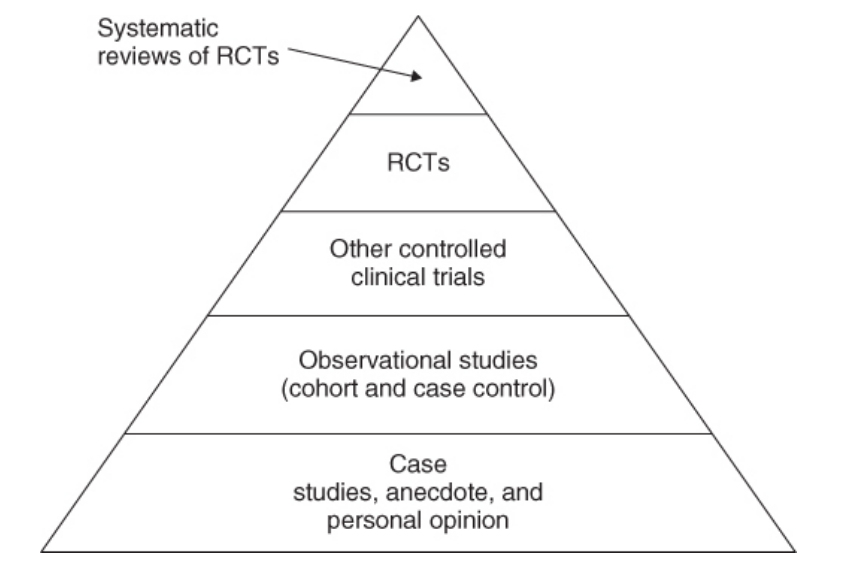 Systematic
reviews of RCTs
RCTs
Other controlled
clinical trials
Observational studies
(cohort and case control)
Case
studies, anecdote, and
personal opinion